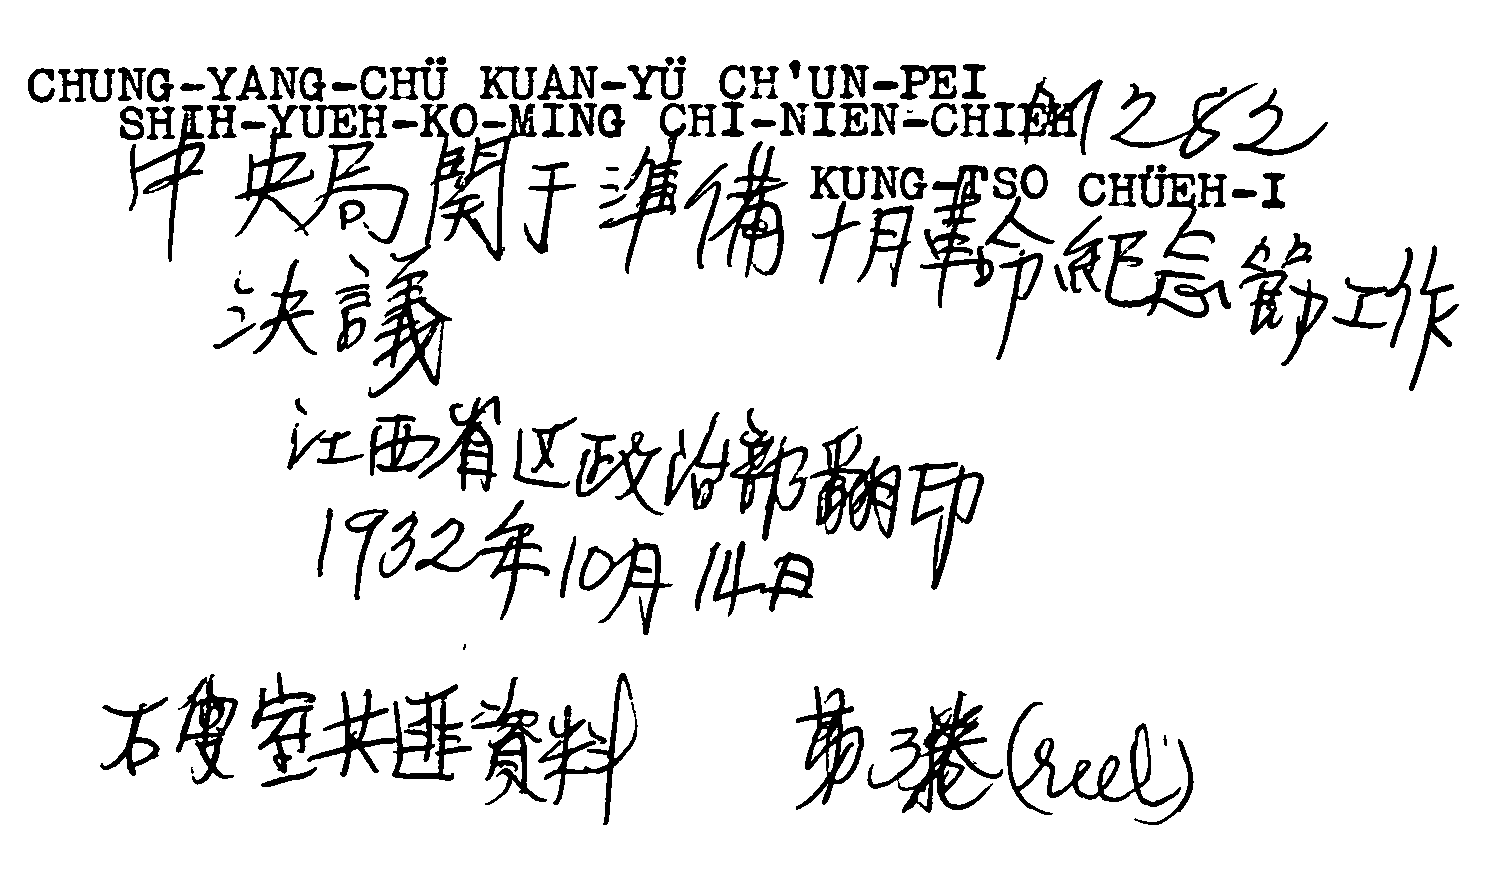 CHUNG-YANG-CHÜ KUAN-YÜ CH'UN-PEI
SHIH-YUEH-KO-MING CHI-NIEN-CHIEH 1282
KUNG-TSO CHÜEH-I
中央局関于準備十月革命紀念節工作
決議
江西省区政治部翻印
1932年10月14日
石叟室共匪資料 第3捲(reel)